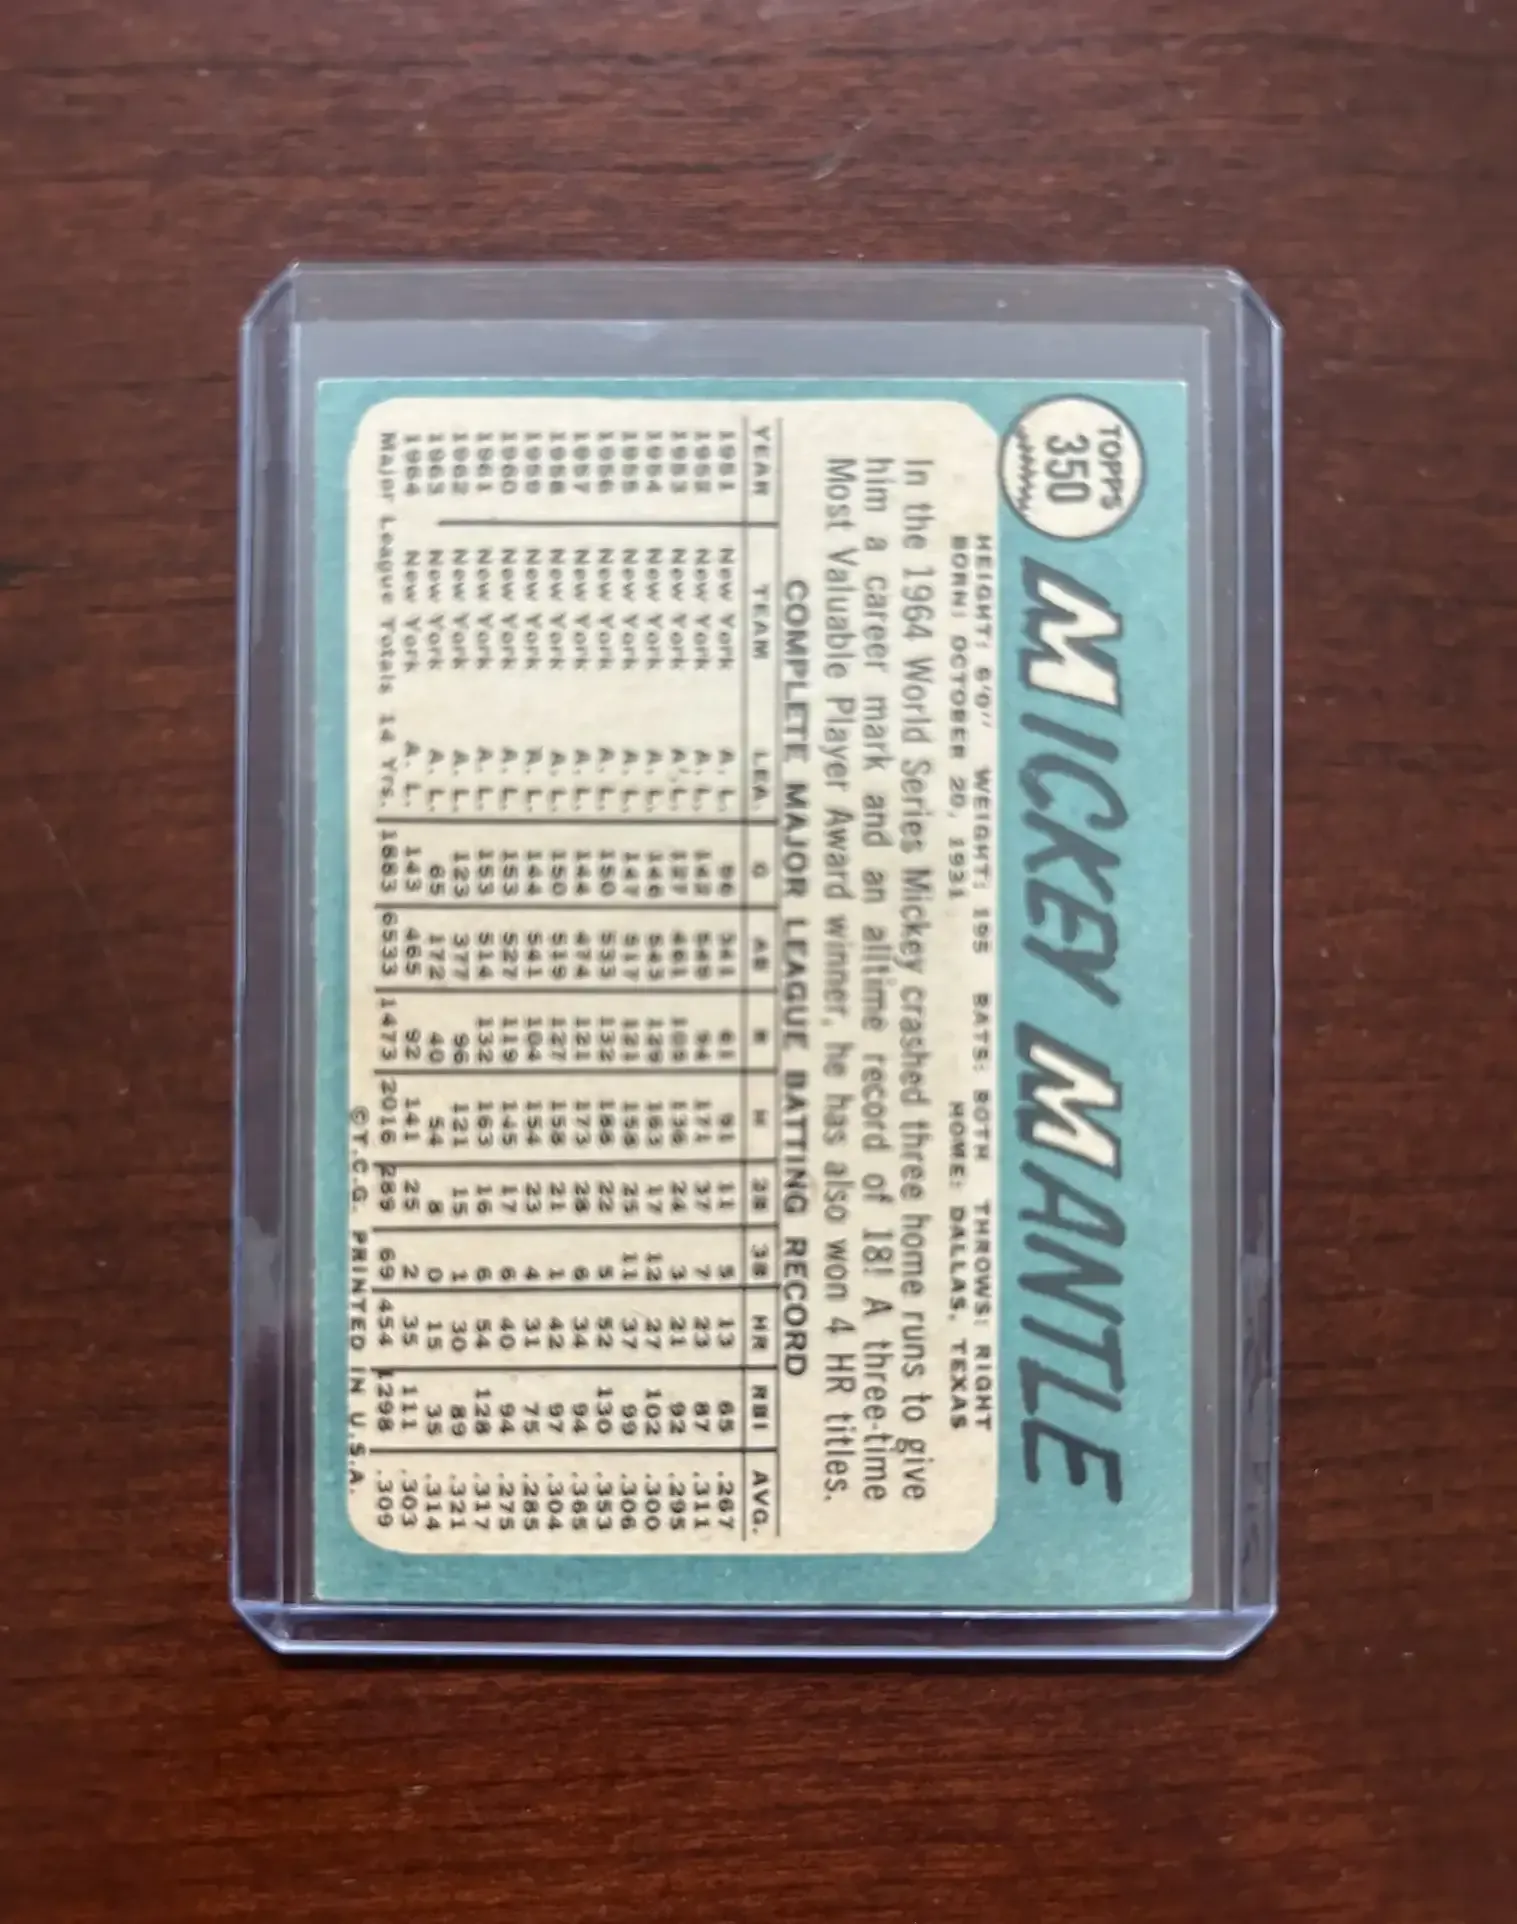 TOPPS
350
MICKEY MANTLE
HEIGHT: 6'0" WEIGHT: 195 BATS: BOTH THROWS: RIGHT
BORN: OCTOBER 20, 1931 HOME: DALLAS, TEXAS
In the 1964 World Series Mickey crashed three home runs to give
him a career mark and an alltime record of 18! A three-time
Most Valuable Player Award winner, he has also won 4 HR titles.
COMPLETE MAJOR LEAGUE BATTING RECORD
YEAR TEAM LEA. G AB R H 2B 3B HR RBI AVG.
1951 New York A. L. 96 341 61 91 11 5 13 65 .267
1952 New York A. L. 142 549 94 171 37 7 23 87 .311
1953 New York A. L. 127 461 105 136 24 3 21 92 .295
1954 New York A. L. 146 543 129 163 17 12 27 102 .300
1955 New York A. L. 147 517 121 158 25 11 37 99 .306
1956 New York A. L. 150 533 132 188 22 5 52 130 .353
1957 New York A. L. 144 474 121 173 28 6 34 94 .365
1958 New York A. L. 150 519 127 158 21 1 42 97 .304
1959 New York A. L. 144 541 104 154 23 4 31 75 .285
1960 New York A. L. 153 527 119 145 17 6 40 94 .275
1961 New York A. L. 153 514 132 163 16 6 54 128 .317
1962 New York A. L. 123 377 96 121 15 1 30 89 .321
1963 New York A. L. 65 172 40 54 8 0 15 35 .314
1964 New York A. L. 143 465 92 141 25 2 35 111 .303
Major League Totals 14 Yrs. 1883 6533 1473 2016 289 69 454 1298 .309
©T.C.G. PRINTED IN U.S.A.